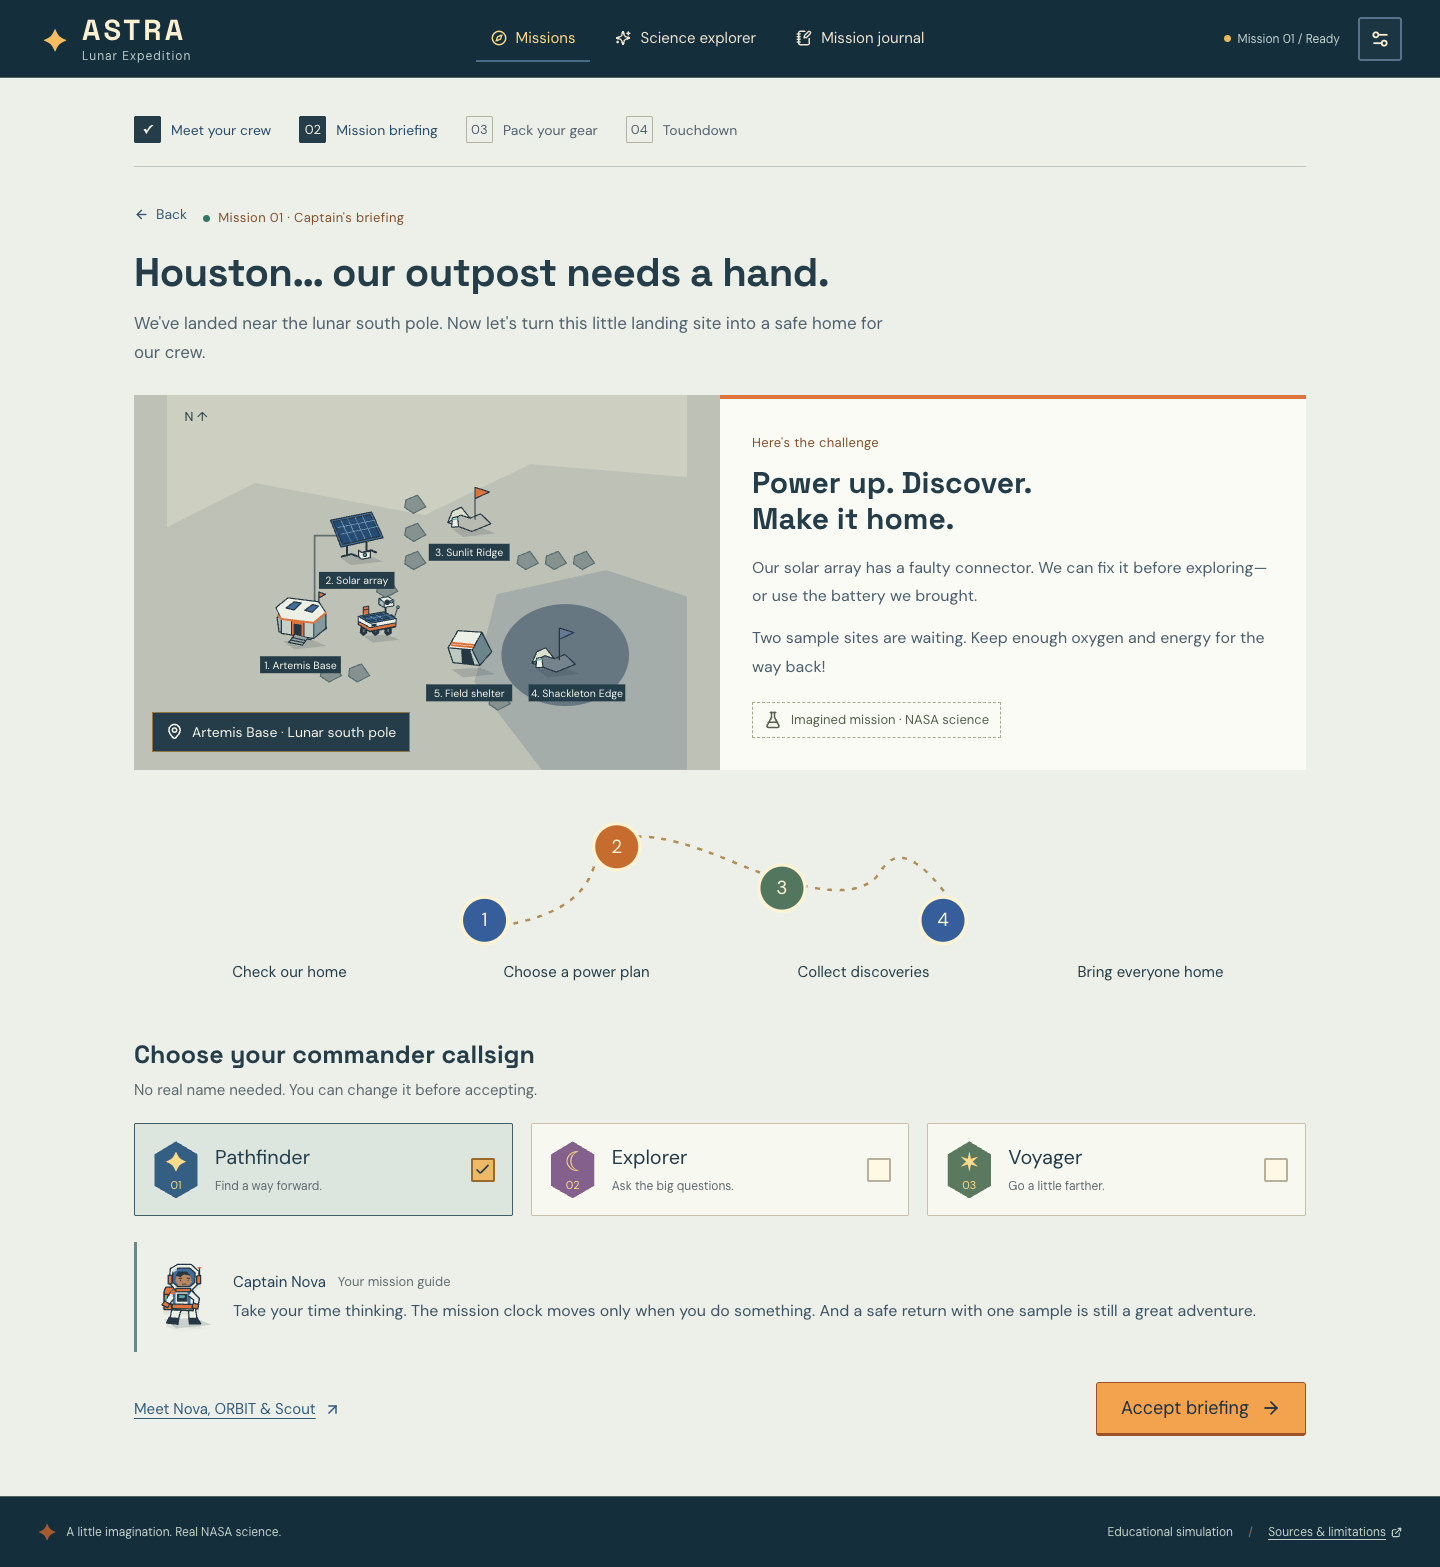 ASTRA
Lunar Expedition
Missions
Science explorer
Mission journal
Mission 01 / Ready
✓ Meet your crew
02 Mission briefing
03 Pack your gear
04 Touchdown
← Back
Mission 01 · Captain's briefing
Houston... our outpost needs a hand.
We've landed near the lunar south pole. Now let's turn this little landing site into a safe home for
our crew.
N ↑
3. Sunlit Ridge
2. Solar array
1. Artemis Base
5. Field shelter
4. Shackleton Edge
Artemis Base · Lunar south pole
Here's the challenge
Power up. Discover.
Make it home.
Our solar array has a faulty connector. We can fix it before exploring—
or use the battery we brought.
Two sample sites are waiting. Keep enough oxygen and energy for the
way back!
Imagined mission · NASA science
1
2
3
4
Check our home
Choose a power plan
Collect discoveries
Bring everyone home
Choose your commander callsign
No real name needed. You can change it before accepting.
01
Pathfinder
Find a way forward.
02
Explorer
Ask the big questions.
03
Voyager
Go a little farther.
Captain Nova Your mission guide
Take your time thinking. The mission clock moves only when you do something. And a safe return with one sample is still a great adventure.
Meet Nova, ORBIT & Scout
Accept briefing →
A little imagination. Real NASA science.
Educational simulation / Sources & limitations